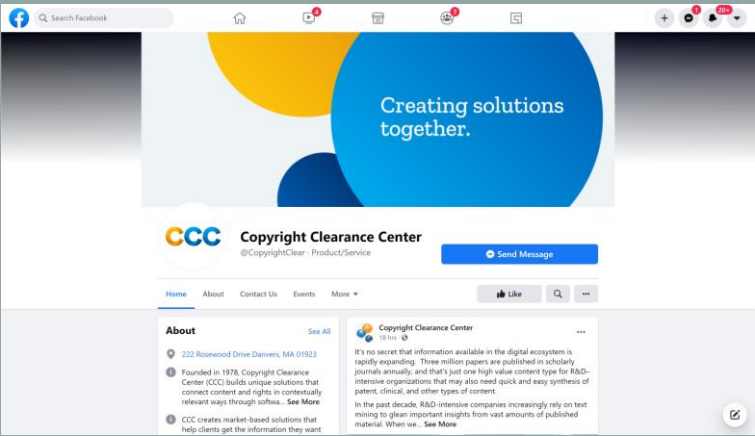 Search Facebook
4
7
1
20+
Creating solutions
together.
CCC
Copyright Clearance Center
@CopyrightClear · Product/Service
Send Message
Home About Contact Us Events More
Like
About
See All
222 Rosewood Drive Danvers, MA 01923
Founded in 1978, Copyright Clearance
Center (CCC) builds unique solutions that
connect content and rights in contextually
relevant ways through softwa... See More
CCC creates market-based solutions that
help clients get the information they want
Copyright Clearance Center
18 hrs ·
It's no secret that information available in the digital ecosystem is
rapidly expanding. Three million papers are published in scholarly
journals annually, and that's just one high value content type for R&D-
intensive organizations that may also need quick and easy synthesis of
patent, clinical, and other types of content.
In the past decade, R&D-intensive companies increasingly rely on text
mining to glean important insights from vast amounts of published
material. When we... See More